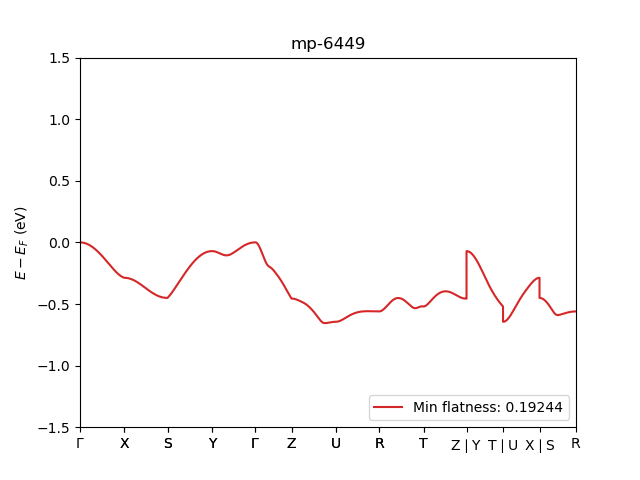 mp-6449
1.5
1.0
0.5
0.0
−0.5
−1.0
−1.5
E − E_F (eV)
Min flatness: 0.19244
Γ X S Y Γ Z U R T Z | Y T | U X | S R